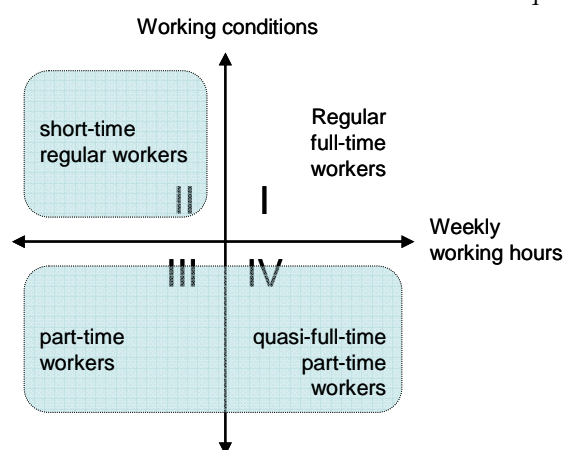 Working conditions
short-time
regular workers
Regular
full-time
workers
II
I
Weekly
working hours
III
IV
part-time
workers
quasi-full-time
part-time
workers